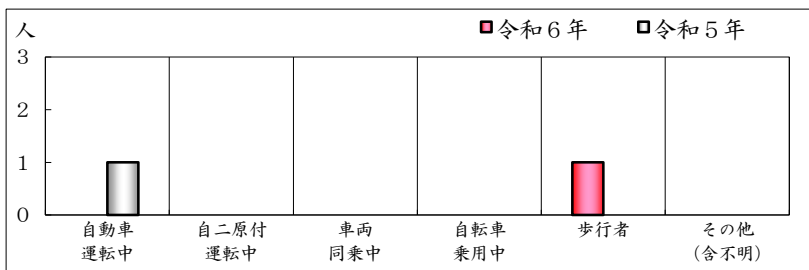 人 ■令和6年 ■令和5年
3
2
1
0
自動車 自二原付 車両 自転車 歩行者 その他
運転中 運転中 同乗中 乗用中 (含不明)